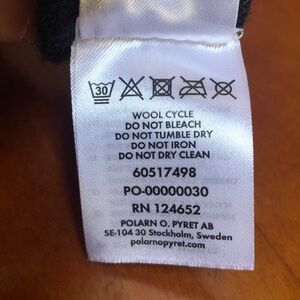 30
WOOL CYCLE
DO NOT BLEACH
DO NOT TUMBLE DRY
DO NOT IRON
DO NOT DRY CLEAN
60517498
PO-00000030
RN 124652
POLARN O. PYRET AB
SE-104 30 Stockholm, Sweden
polarnopyret.com